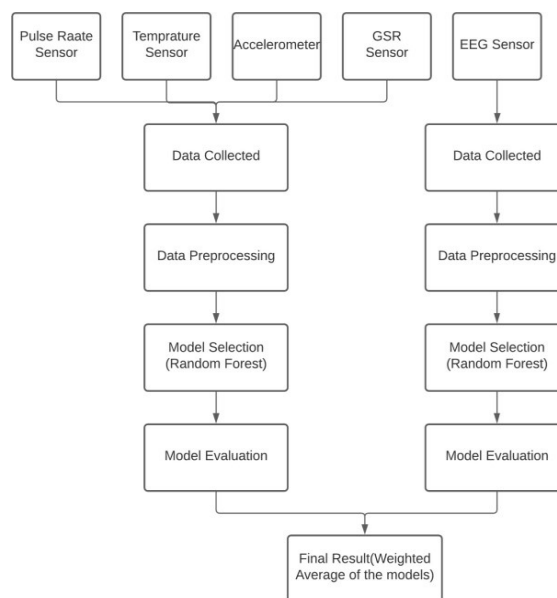 Pulse Raate
Sensor
Temprature
Sensor
Accelerometer
GSR
Sensor
EEG Sensor
Data Collected
Data Collected
Data Preprocessing
Data Preprocessing
Model Selection
(Random Forest)
Model Selection
(Random Forest)
Model Evaluation
Model Evaluation
Final Result(Weighted
Average of the models)